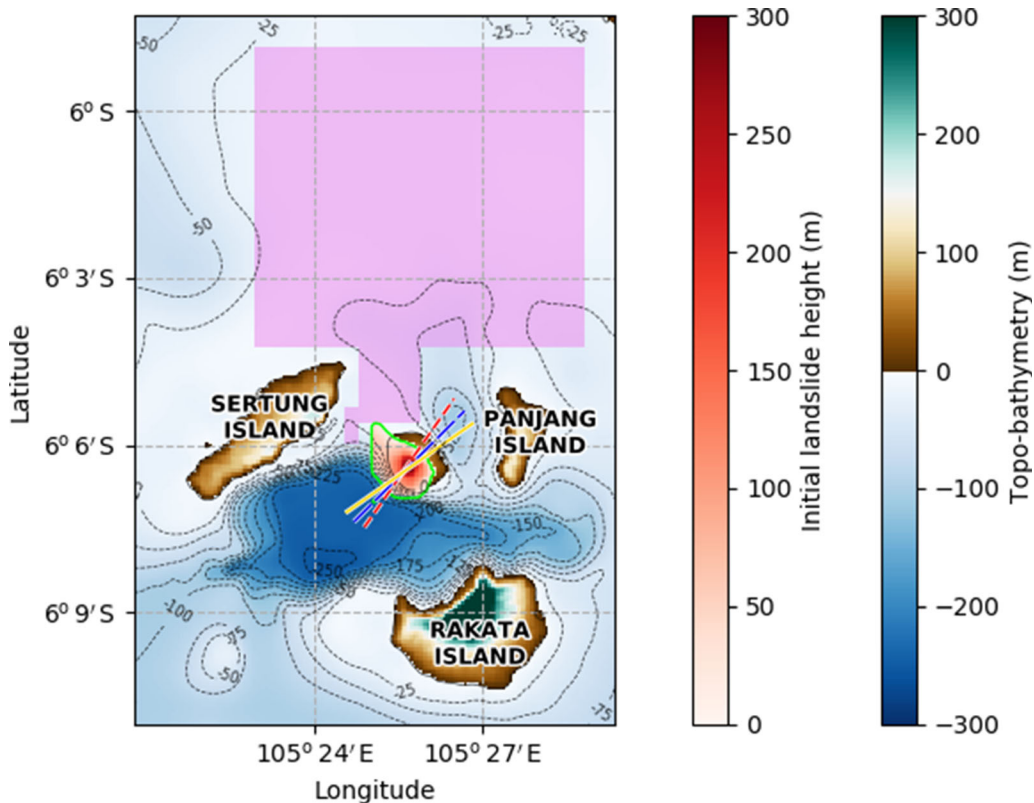 6° S
6° 3′S
6° 6′S
6° 9′S
Latitude
105° 24′E
105° 27′E
Longitude
SERTUNG
ISLAND
PANJANG
ISLAND
RAKATA
ISLAND
-50
-25
-25
-25
-50
-25
-200
-150
-175
-250
-100
-75
-50
-25
-75
300
250
200
150
100
50
0
Initial landslide height (m)
300
200
100
0
−100
−200
−300
Topo-bathymetry (m)